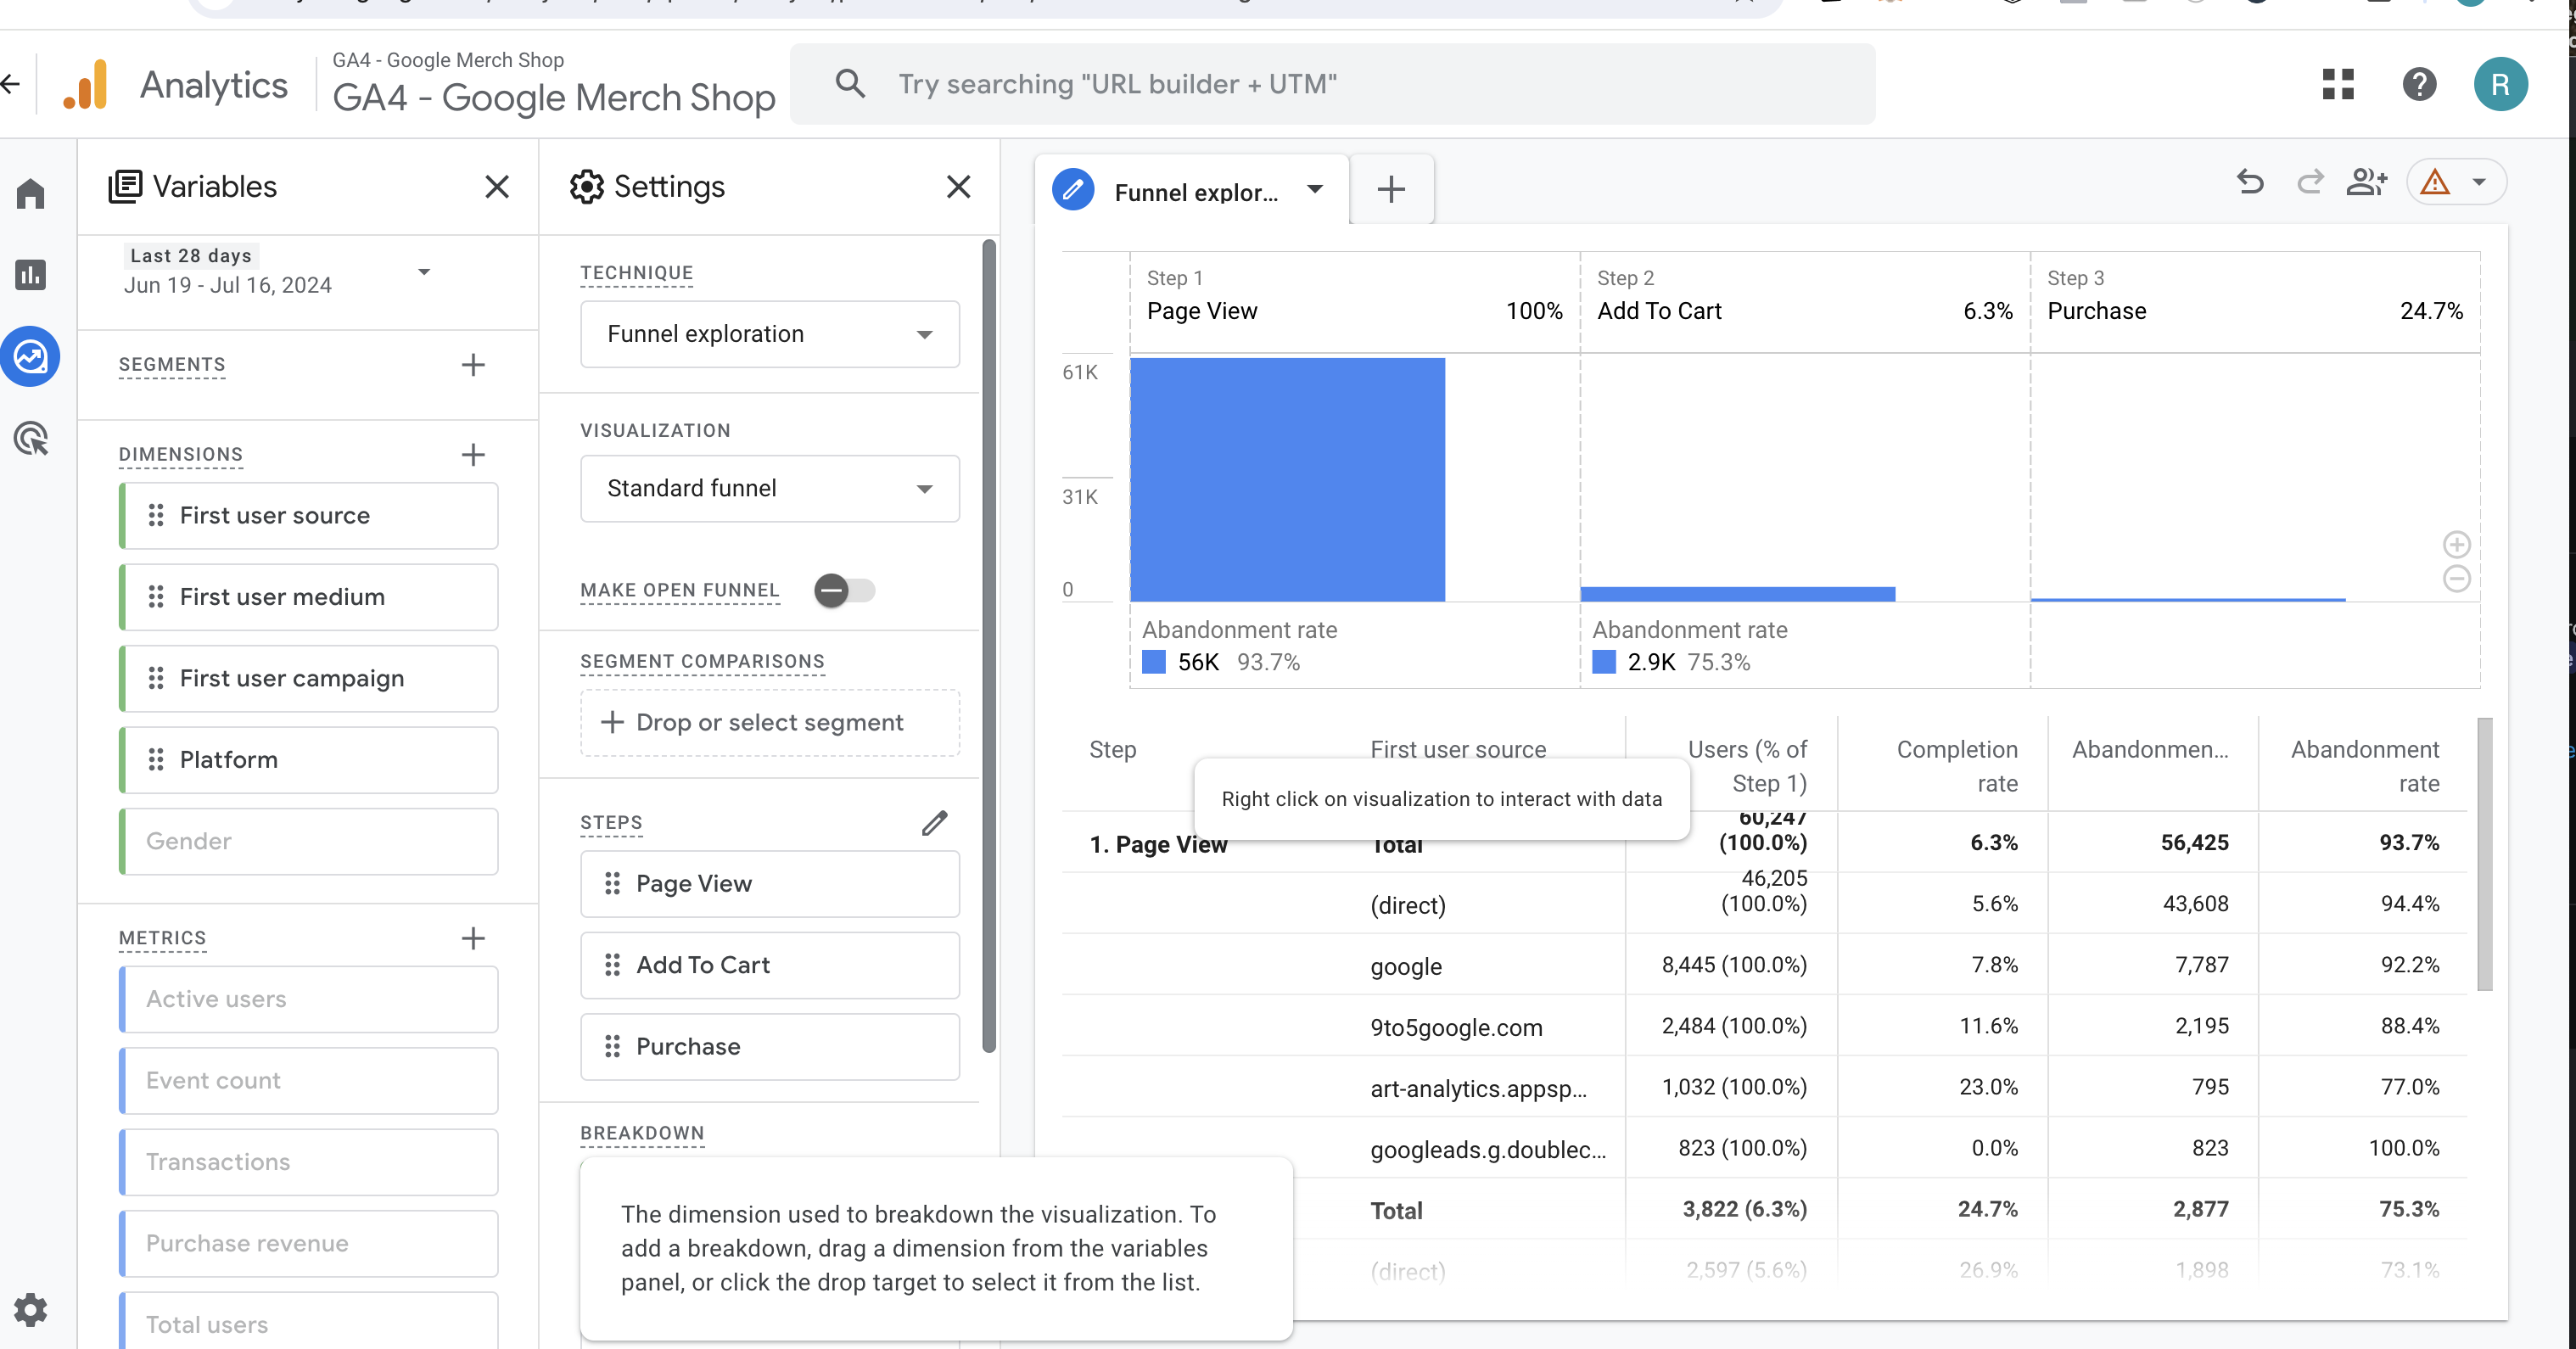 Analytics
GA4 - Google Merch Shop
GA4 - Google Merch Shop
Try searching "URL builder + UTM"
R
Variables
Last 28 days
Jun 19 - Jul 16, 2024
SEGMENTS
DIMENSIONS
First user source
First user medium
First user campaign
Platform
Gender
METRICS
Active users
Event count
Transactions
Purchase revenue
Total users
Settings
TECHNIQUE
Funnel exploration
VISUALIZATION
Standard funnel
MAKE OPEN FUNNEL
SEGMENT COMPARISONS
Drop or select segment
STEPS
Page View
Add To Cart
Purchase
BREAKDOWN
The dimension used to breakdown the visualization. To
add a breakdown, drag a dimension from the variables
panel, or click the drop target to select it from the list.
Funnel explor...
Step 1
Page View 100%
Step 2
Add To Cart 6.3%
Step 3
Purchase 24.7%
61K
31K
0
Abandonment rate
56K 93.7%
Abandonment rate
2.9K 75.3%
Step First user source Users (% of Step 1) Completion rate Abandonmen... Abandonment rate
Right click on visualization to interact with data
1. Page View Total 60,247 (100.0%) 6.3% 56,425 93.7%
(direct) 46,205 (100.0%) 5.6% 43,608 94.4%
google 8,445 (100.0%) 7.8% 7,787 92.2%
9to5google.com 2,484 (100.0%) 11.6% 2,195 88.4%
art-analytics.appsp... 1,032 (100.0%) 23.0% 795 77.0%
googleads.g.doublec... 823 (100.0%) 0.0% 823 100.0%
Total 3,822 (6.3%) 24.7% 2,877 75.3%
(direct) 2,597 (5.6%) 26.9% 1,898 73.1%